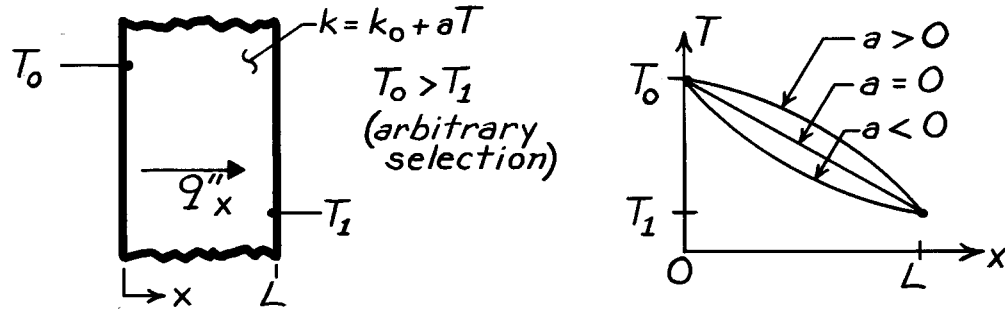 k = k₀ + aT
T₀
T₀ > T₁
(arbitrary
selection)
q″ₓ
T₁
x
L
T
a > 0
T₀
a = 0
a < 0
T₁
0
L
x